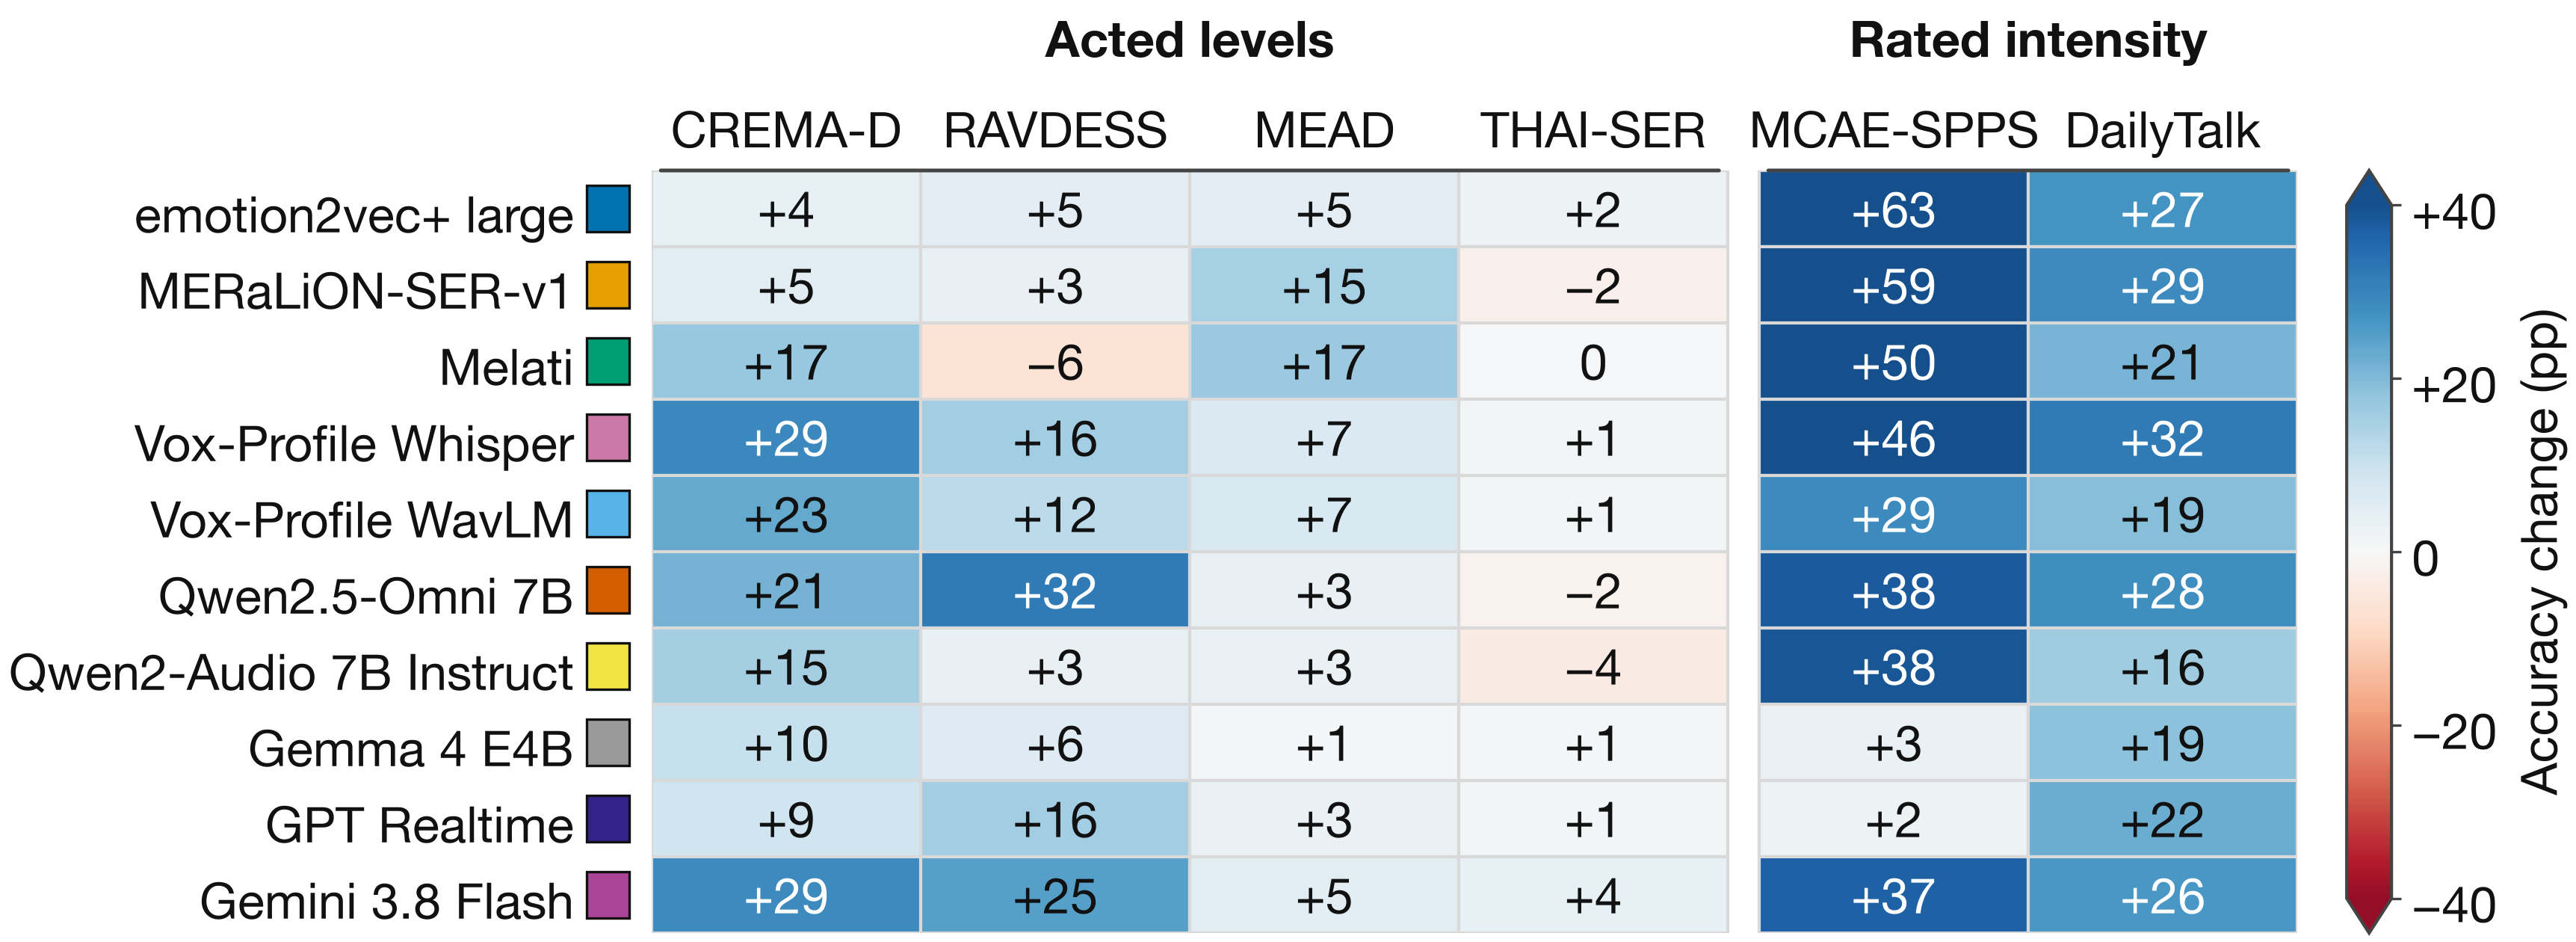 Acted levels Rated intensity
CREMA-D RAVDESS MEAD THAI-SER MCAE-SPPS DailyTalk
emotion2vec+ large +4 +5 +5 +2 +63 +27
MERaLiON-SER-v1 +5 +3 +15 −2 +59 +29
Melati +17 −6 +17 0 +50 +21
Vox-Profile Whisper +29 +16 +7 +1 +46 +32
Vox-Profile WavLM +23 +12 +7 +1 +29 +19
Qwen2.5-Omni 7B +21 +32 +3 −2 +38 +28
Qwen2-Audio 7B Instruct +15 +3 +3 −4 +38 +16
Gemma 4 E4B +10 +6 +1 +1 +3 +19
GPT Realtime +9 +16 +3 +1 +2 +22
Gemini 3.8 Flash +29 +25 +5 +4 +37 +26
+40
+20
0
−20
−40
Accuracy change (pp)